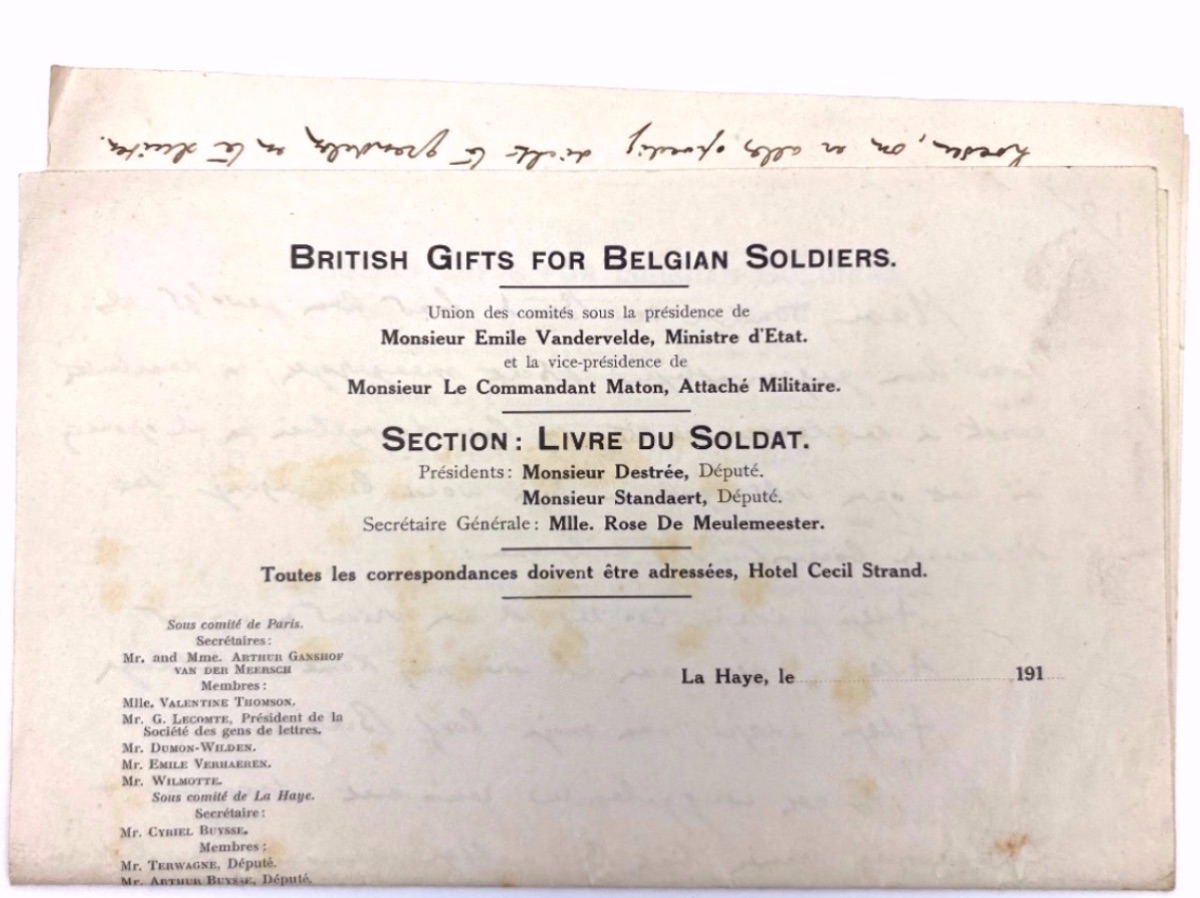 BRITISH GIFTS FOR BELGIAN SOLDIERS.
Union des comités sous la présidence de
Monsieur Emile Vandervelde, Ministre d'Etat.
et la vice-présidence de
Monsieur Le Commandant Maton, Attaché Militaire.
SECTION: LIVRE DU SOLDAT.
Présidents: Monsieur Destrée, Député.
Monsieur Standaert, Député.
Secrétaire Générale: Mlle. Rose De Meulemeester.
Toutes les correspondances doivent être adressées, Hotel Cecil Strand.
Sous comité de Paris.
Secrétaires:
Mr. and Mme. ARTHUR GANSHOF
VAN DER MEERSCH
Membres:
Mlle. VALENTINE THOMSON.
Mr. G. LECOMTE, Président de la
Société des gens de lettres.
Mr. DUMON-WILDEN.
Mr. EMILE VERHAEREN.
Mr. WILMOTTE.
Sous comité de La Haye.
Secrétaire:
Mr. CYRIEL BUYSSE.
Membres:
Mr. TERWAGNE, Député.
Mr. ARTHUR BUYSSE, Député.
La Haye, le 191